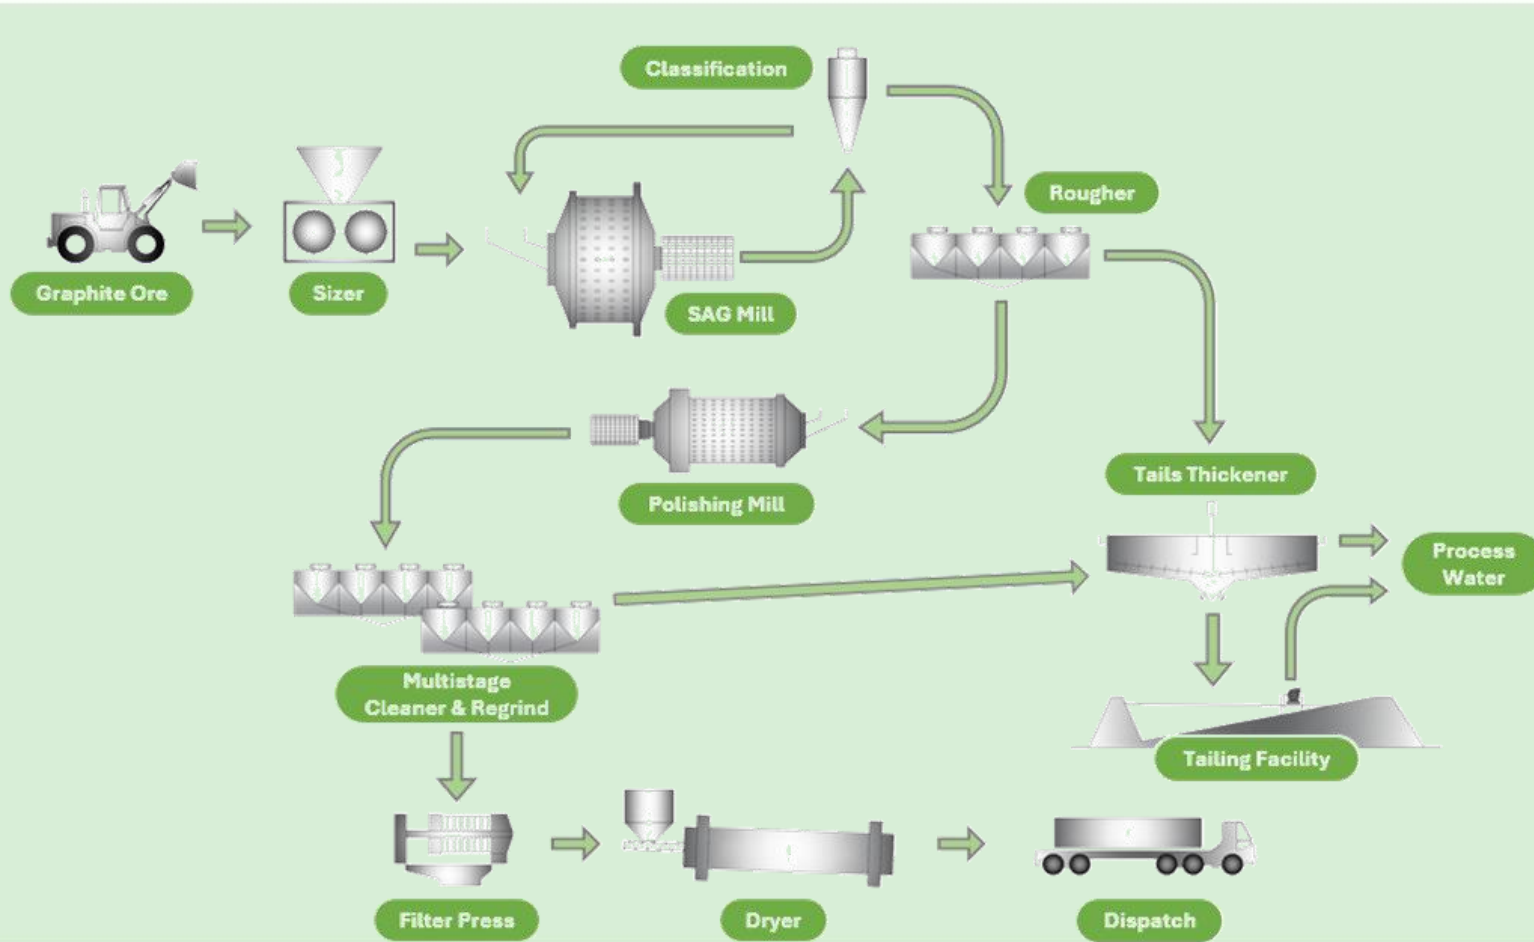 Classification
Rougher
Graphite Ore
Sizer
SAG Mill
Polishing Mill
Tails Thickener
Process
Water
Multistage
Cleaner & Regrind
Tailing Facility
Filter Press
Dryer
Dispatch